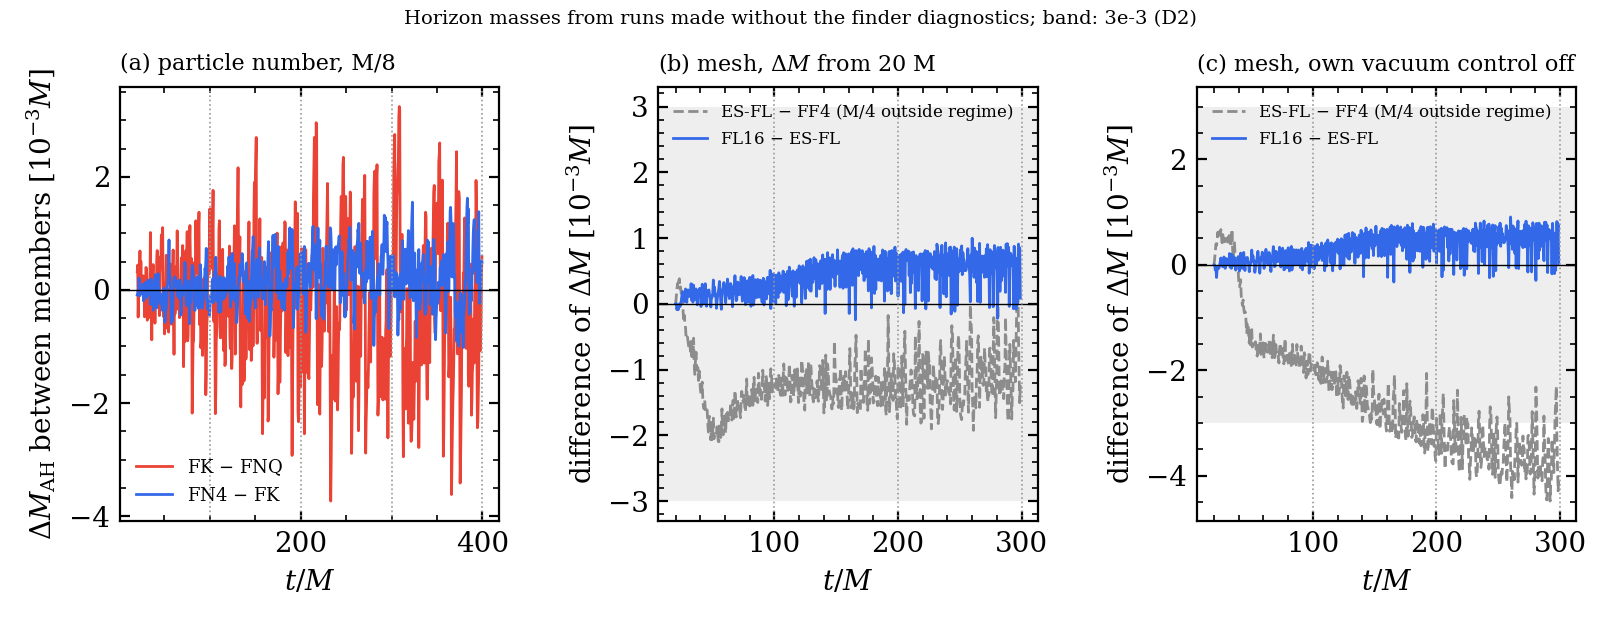 Horizon masses from runs made without the finder diagnostics; band: 3e-3 (D2)
(a) particle number, M/8
ΔM_AH between members [10⁻³M]
2
0
−2
−4
FK − FNQ
FN4 − FK
200
400
t/M
(b) mesh, ΔM from 20 M
difference of ΔM [10⁻³M]
3
2
1
0
−1
−2
−3
ES-FL − FF4 (M/4 outside regime)
FL16 − ES-FL
100
200
300
t/M
(c) mesh, own vacuum control off
difference of ΔM [10⁻³M]
2
0
−2
−4
ES-FL − FF4 (M/4 outside regime)
FL16 − ES-FL
100
200
300
t/M